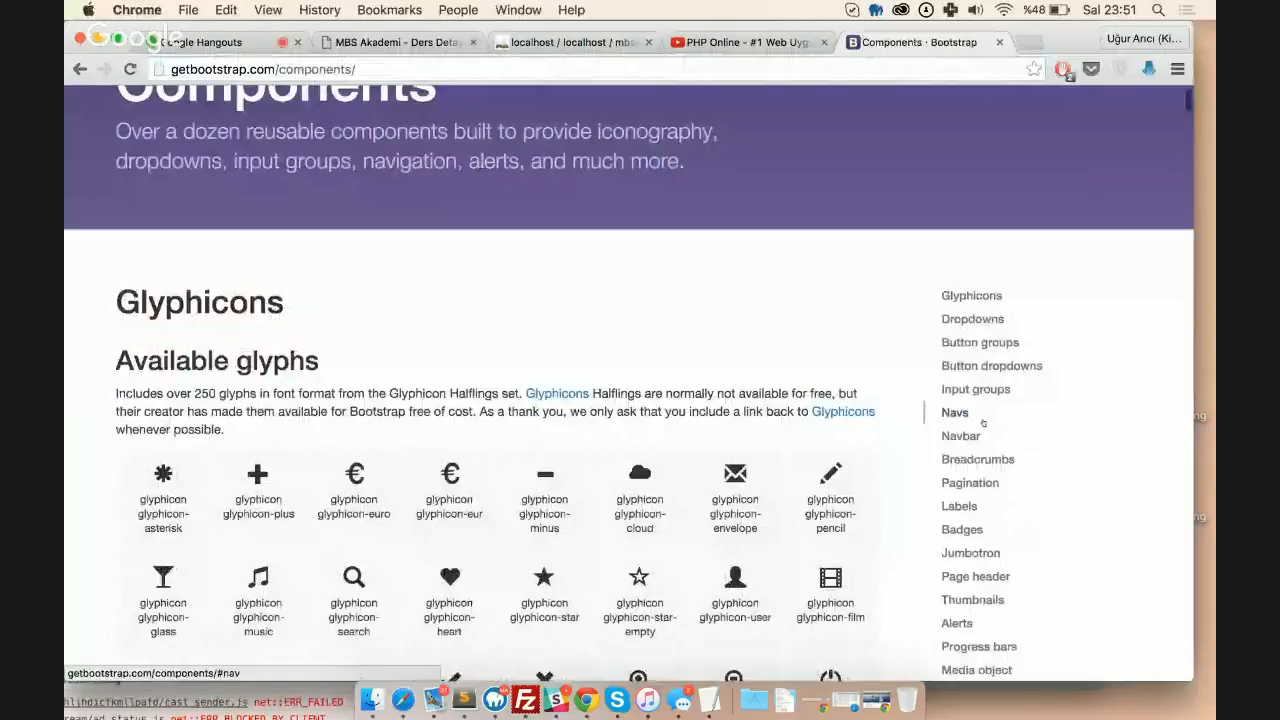 Chrome File Edit View History Bookmarks People Window Help %48 Sal 23:51
Google
ogle Hangouts MBS Akademi - Ders Deta localhost / localhost / mbs PHP Online - #1 Web Uyg Components · Bootstrap Uğur Arıcı (Ki...
getbootstrap.com/components/
Components
Over a dozen reusable components built to provide iconography,
dropdowns, input groups, navigation, alerts, and much more.
Glyphicons
Available glyphs
Includes over 250 glyphs in font format from the Glyphicon Halflings set. Glyphicons Halflings are normally not available for free, but
their creator has made them available for Bootstrap free of cost. As a thank you, we only ask that you include a link back to Glyphicons
whenever possible.
glyphicon glyphicon glyphicon glyphicon glyphicon glyphicon glyphicon glyphicon
glyphicon- glyphicon-plus glyphicon-euro glyphicon-eur glyphicon- glyphicon- glyphicon- glyphicon-
asterisk minus cloud envelope pencil
glyphicon glyphicon glyphicon glyphicon glyphicon glyphicon glyphicon glyphicon
glyphicon- glyphicon- glyphicon- glyphicon- glyphicon-star glyphicon-star- glyphicon-user glyphicon-film
glass music search heart empty
Glyphicons
Dropdowns
Button groups
Button dropdowns
Input groups
Navs
Navbar
Breadcrumbs
Pagination
Labels
Badges
Jumbotron
Page header
Thumbnails
Alerts
Progress bars
Media object
getbootstrap.com/components/#nav
cast_sender.js net::ERR_FAILED
ad_status.js net::ERR_BLOCKED_BY_CLIENT